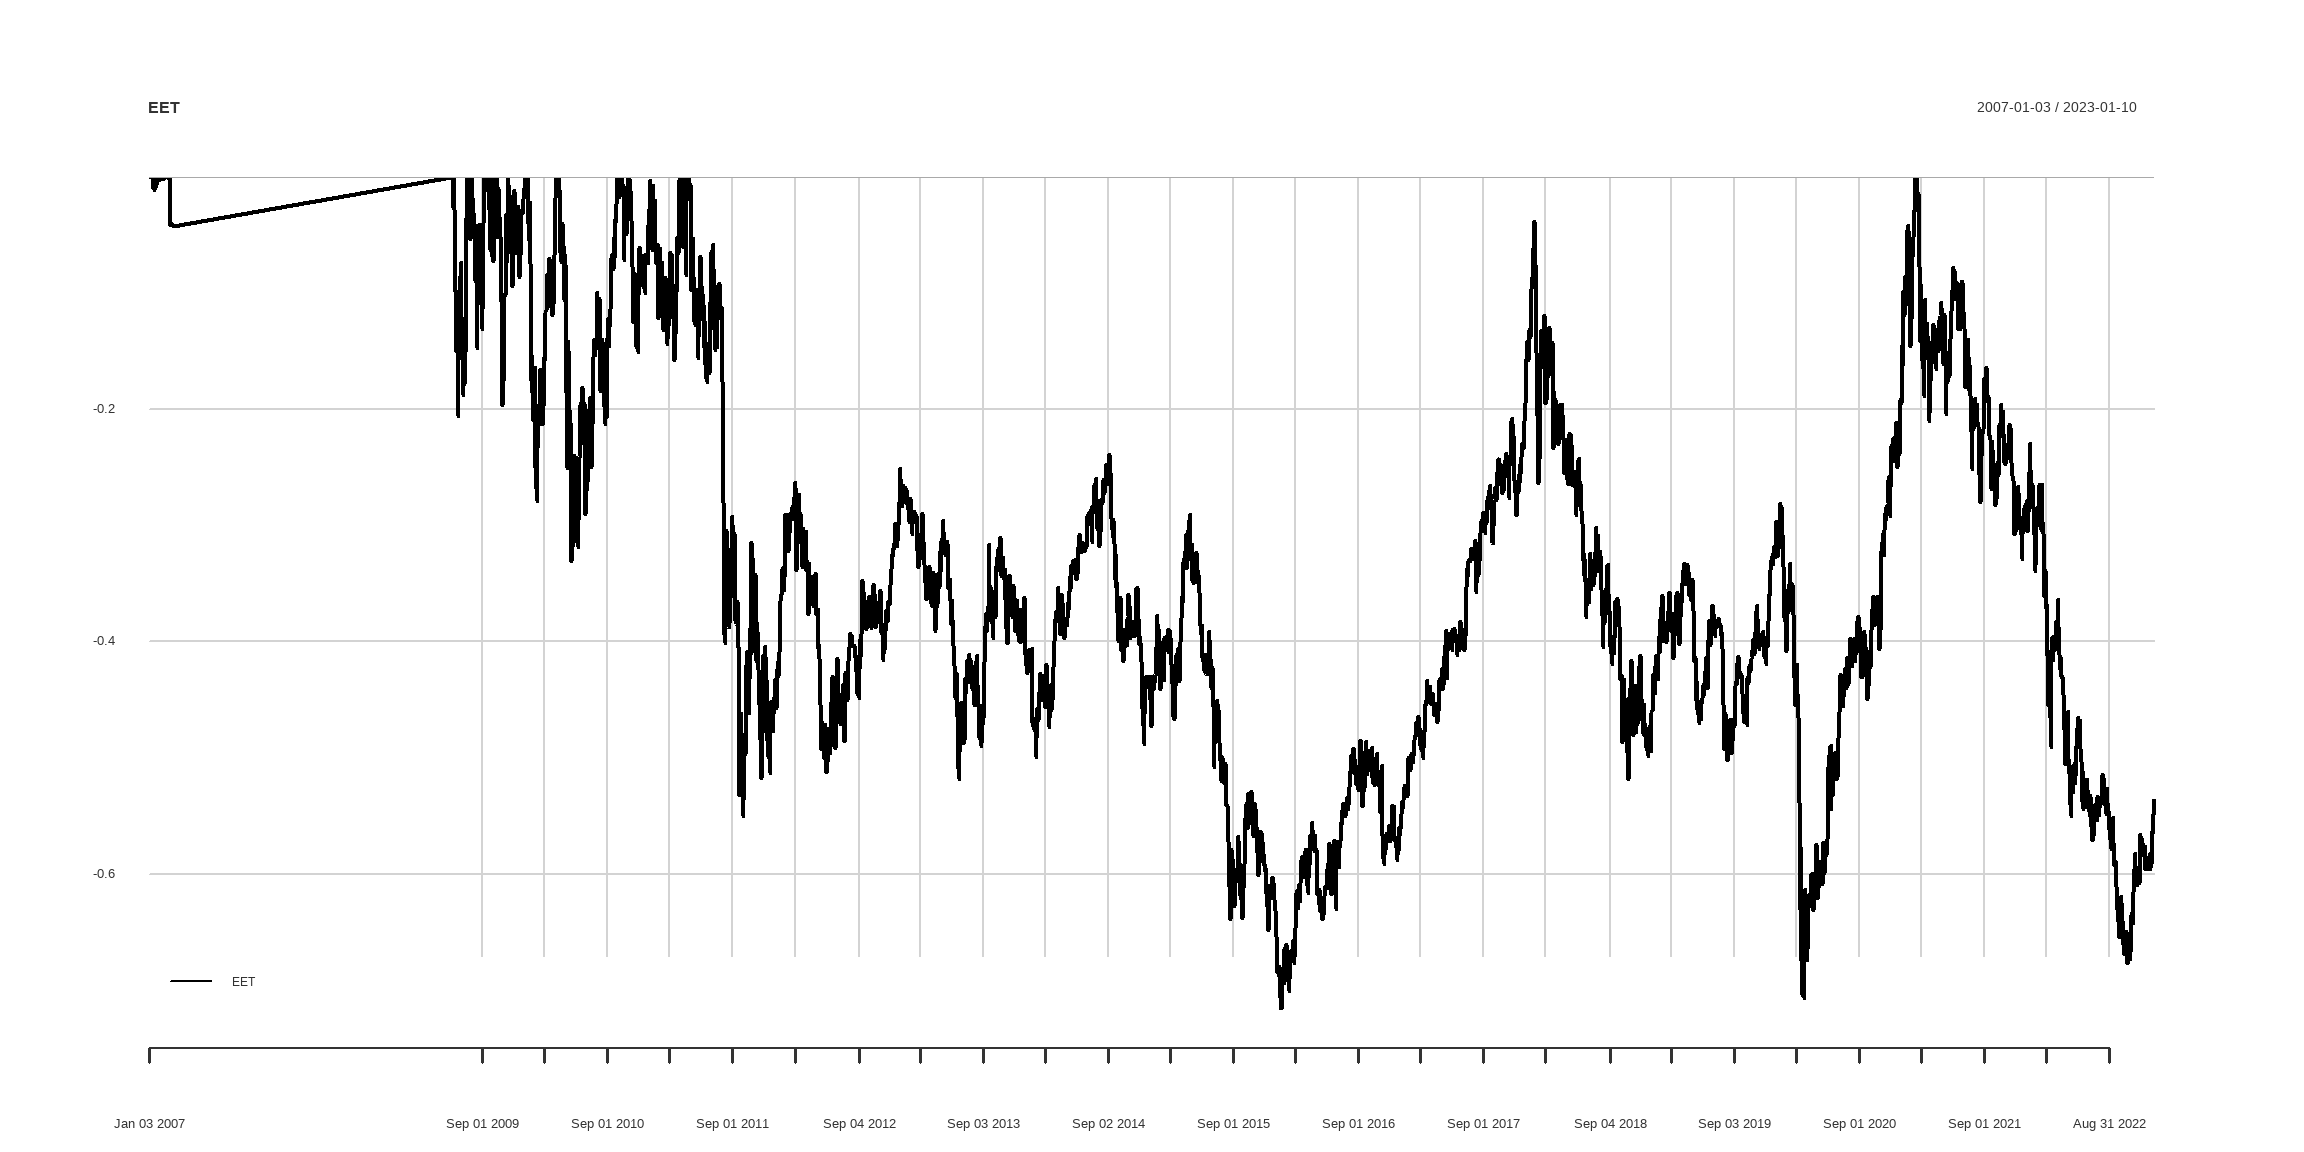 EET
2007-01-03 / 2023-01-10
-0.2
-0.4
-0.6
EET
Jan 03 2007
Sep 01 2009
Sep 01 2010
Sep 01 2011
Sep 04 2012
Sep 03 2013
Sep 02 2014
Sep 01 2015
Sep 01 2016
Sep 01 2017
Sep 04 2018
Sep 03 2019
Sep 01 2020
Sep 01 2021
Aug 31 2022